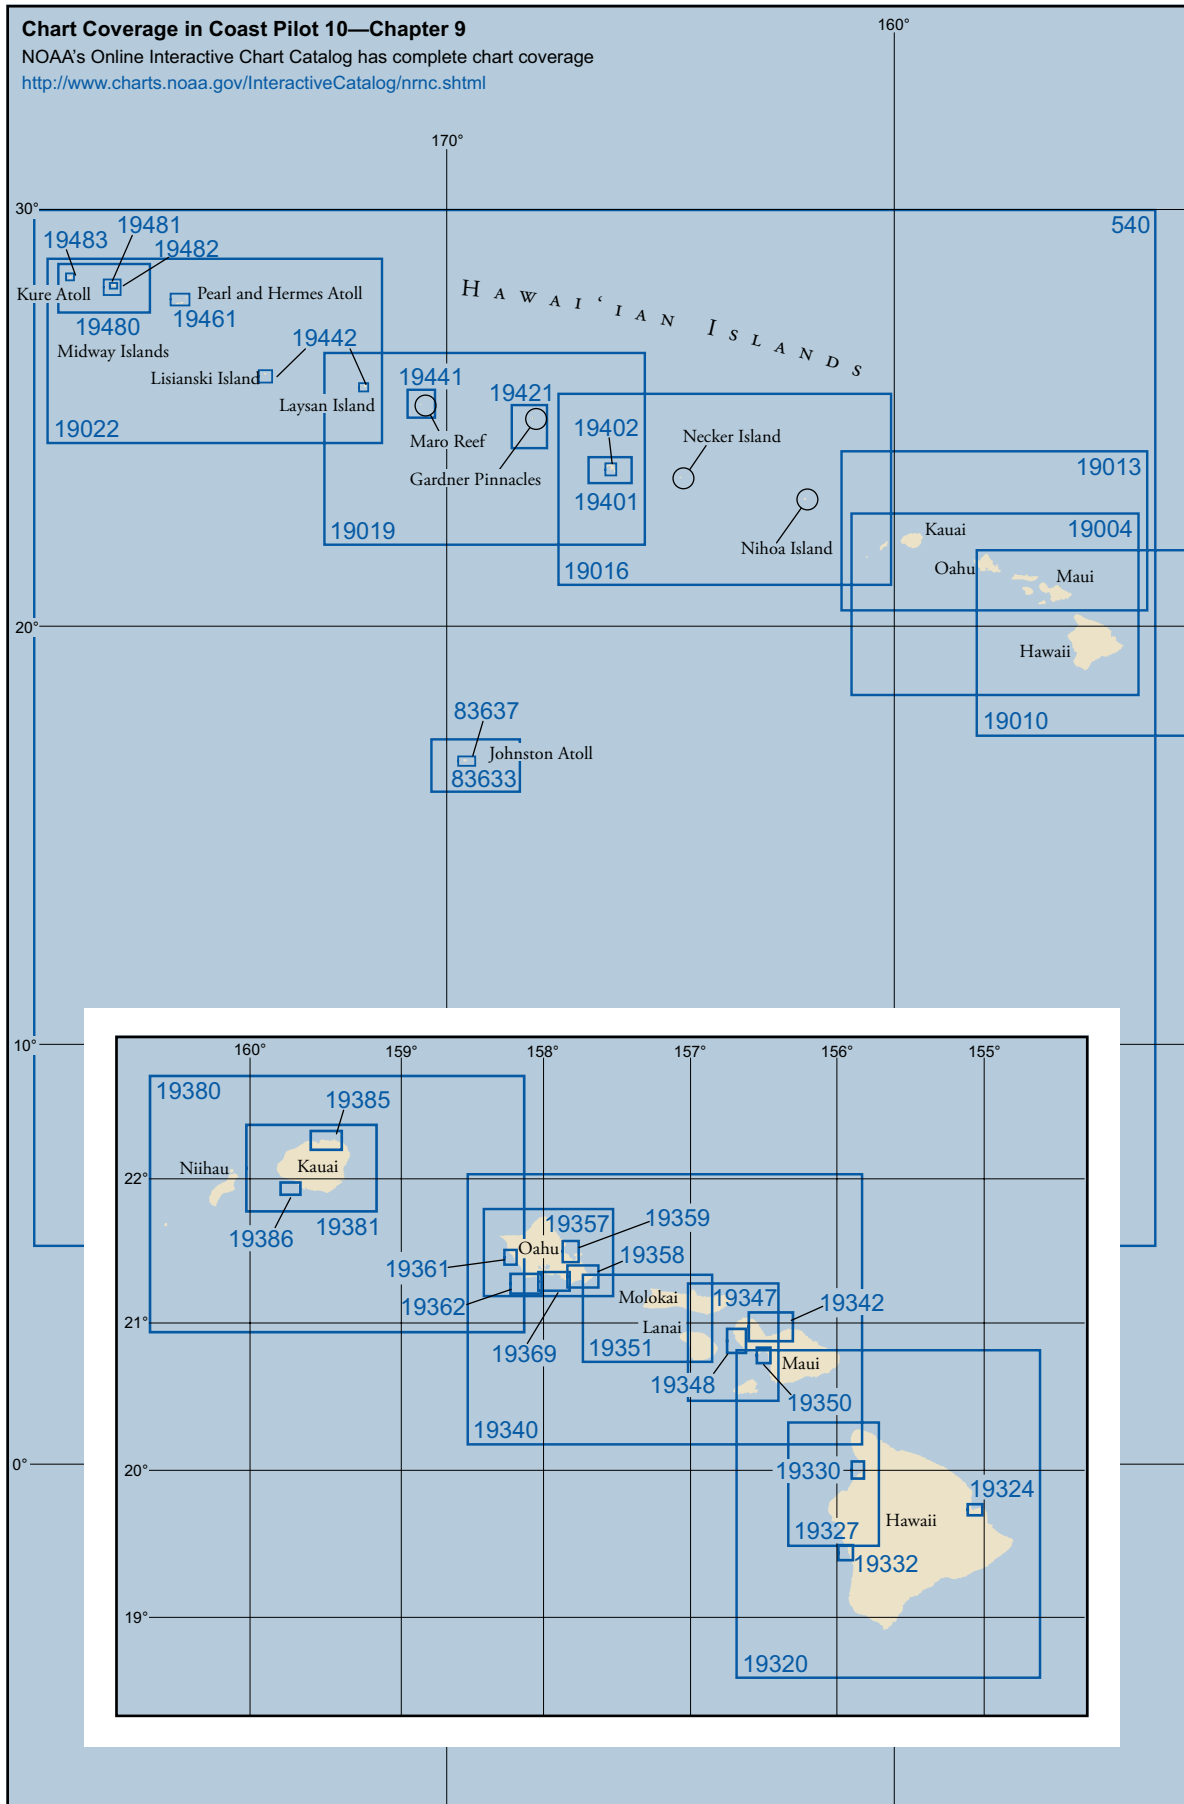 Chart Coverage in Coast Pilot 10—Chapter 9
NOAA's Online Interactive Chart Catalog has complete chart coverage
http://www.charts.noaa.gov/InteractiveCatalog/nrnc.shtml
160°
170°
30°
540
19481
19483
19482
Kure Atoll
Pearl and Hermes Atoll
19480
19461
Midway Islands
HAWAIʻIAN ISLANDS
19442
Lisianski Island
Laysan Island
19022
19441
19421
Maro Reef
Gardner Pinnacles
19019
19402
19401
Necker Island
Nihoa Island
19016
19013
19004
Kauai
Oahu
Maui
20°
Hawaii
19010
83637
Johnston Atoll
83633
10°
0°
160°
159°
158°
157°
156°
155°
19380
19385
Niihau
Kauai
22°
19386
19381
19357
19359
Oahu
19358
19361
19362
Molokai
19347
19342
21°
Lanai
19369
19351
Maui
19348
19350
19340
20°
19330
19324
19327
Hawaii
19332
19°
19320